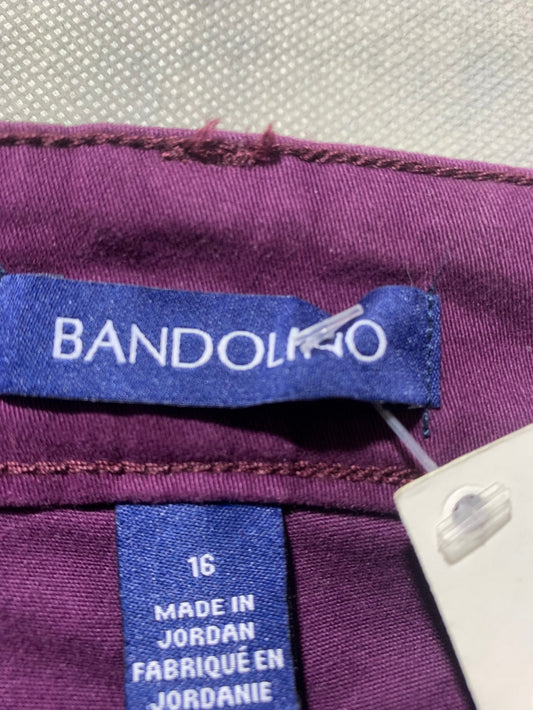 BANDOLINO
16
MADE IN
JORDAN
FABRIQUÉ EN
JORDANIE